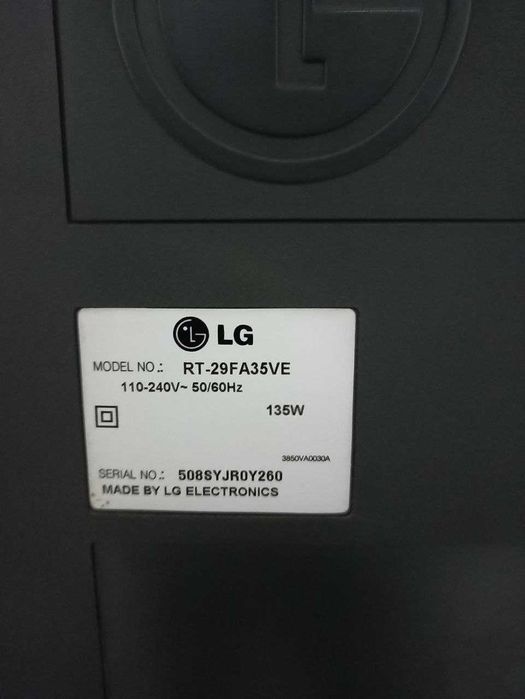 LG
MODEL NO.: RT-29FA35VE
110-240V~ 50/60Hz
135W
3850VA0030A
SERIAL NO.: 508SYJR0Y260
MADE BY LG ELECTRONICS